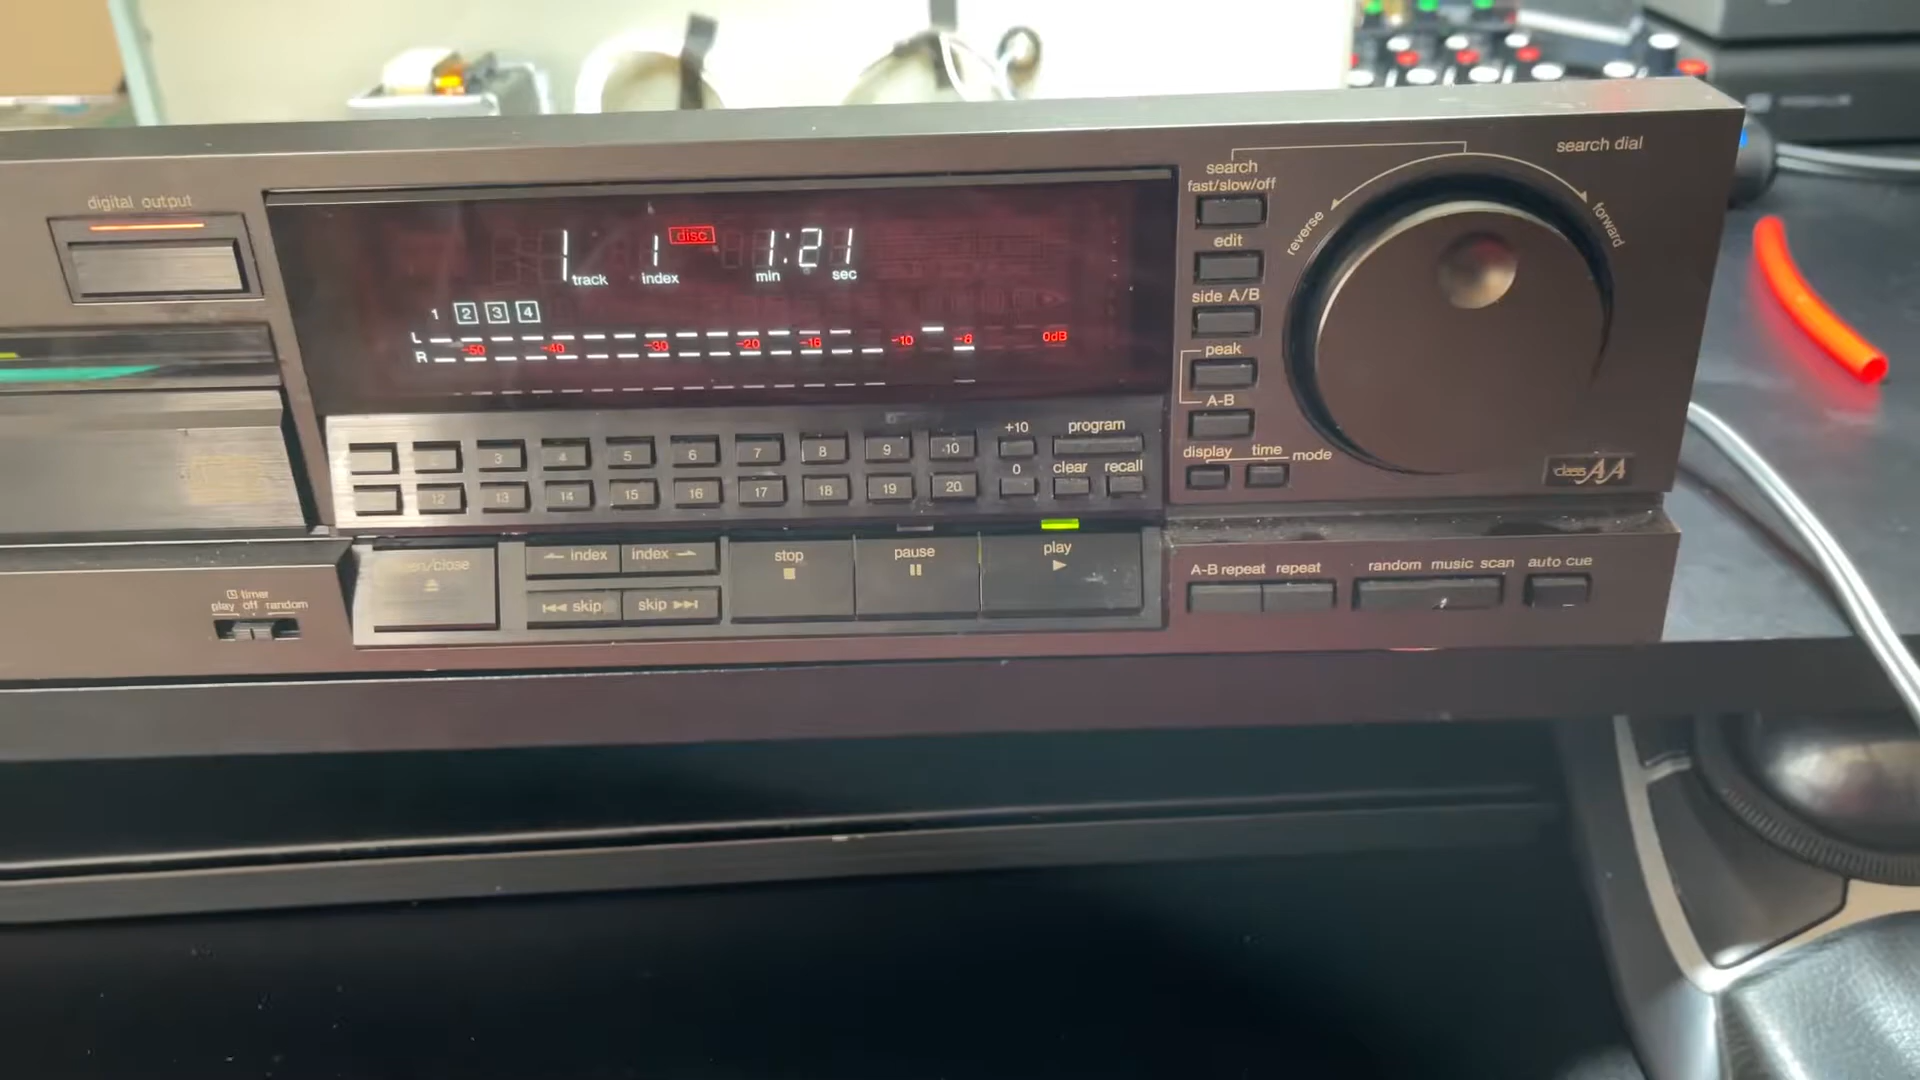 digital output
disc
1 1 1:21
track index min sec
1 2 3 4
L
-50 -40 -30 -20 -16 -10 -8 0dB
R
search
fast/slow/off
search dial
reverse
forward
edit
side A/B
peak
A-B
display time mode
class AA
+10 program
3 4 5 6 7 8 9 10
0 clear recall
12 13 14 15 16 17 18 19 20
timer
play off random
open/close
index index
skip skip
stop
pause
play
A-B repeat repeat
random music scan auto cue